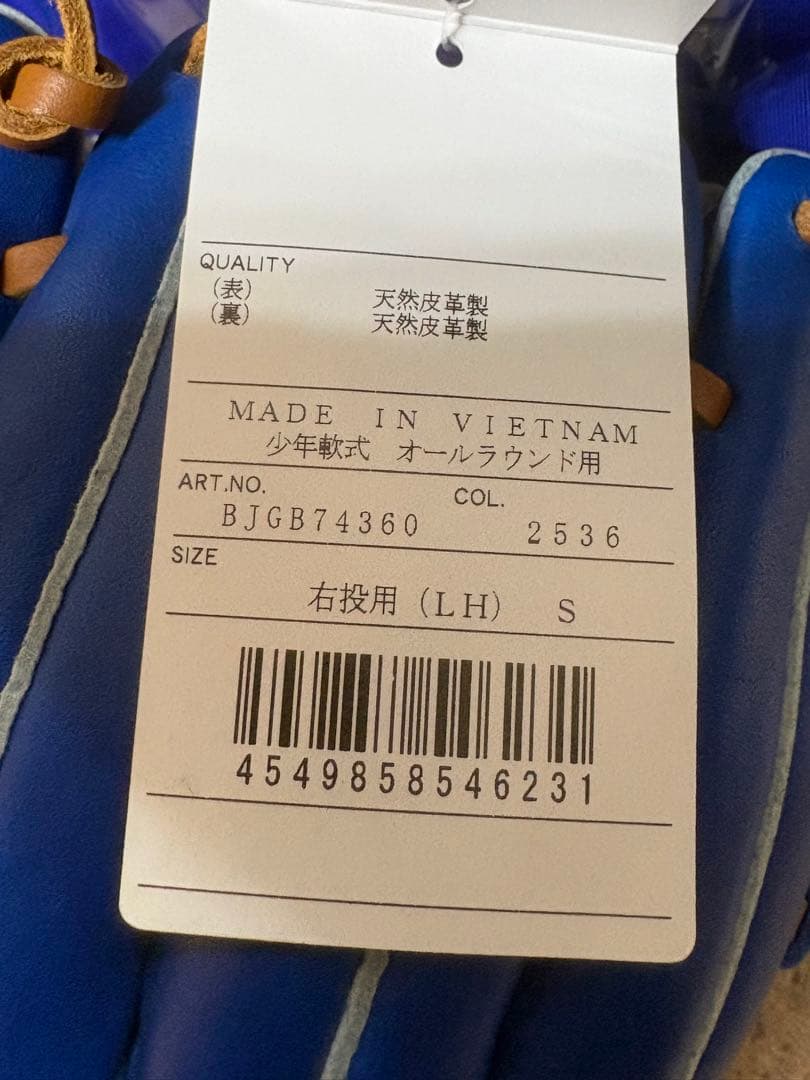 QUALITY
(表) 天然皮革製
(裏) 天然皮革製
MADE IN VIETNAM
少年軟式 オールラウンド用
ART.NO. COL.
BJGB74360 2536
SIZE
右投用(LH) S
4549858546231